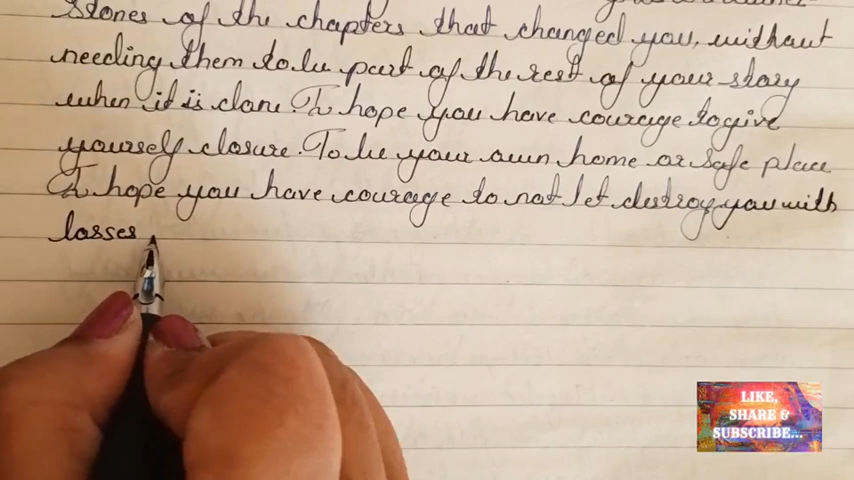 stones of the chapters that changed you, without
needing them to be part of the rest of your story
when it is done. I hope you have courage to give
yourself closure. To be your own home or safe place
I hope you have courage to not let destroy you with
losses.
LIKE,
SHARE &
SUBSCRIBE...